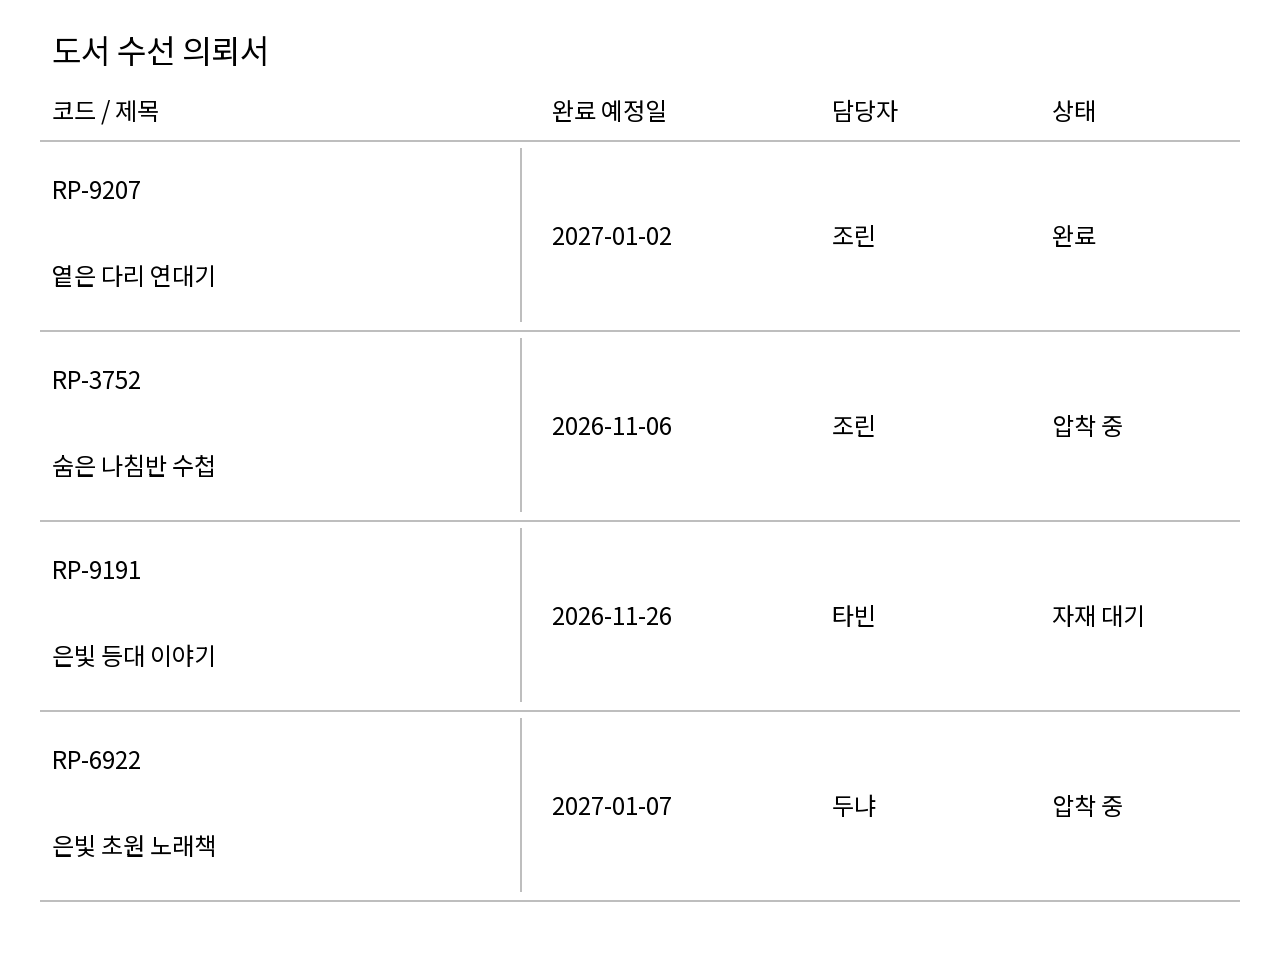 도서 수선 의뢰서
코드 / 제목 완료 예정일 담당자 상태
RP-9207
옅은 다리 연대기
2027-01-02 조린 완료
RP-3752
숨은 나침반 수첩
2026-11-06 조린 압착 중
RP-9191
은빛 등대 이야기
2026-11-26 타빈 자재 대기
RP-6922
은빛 초원 노래책
2027-01-07 두냐 압착 중